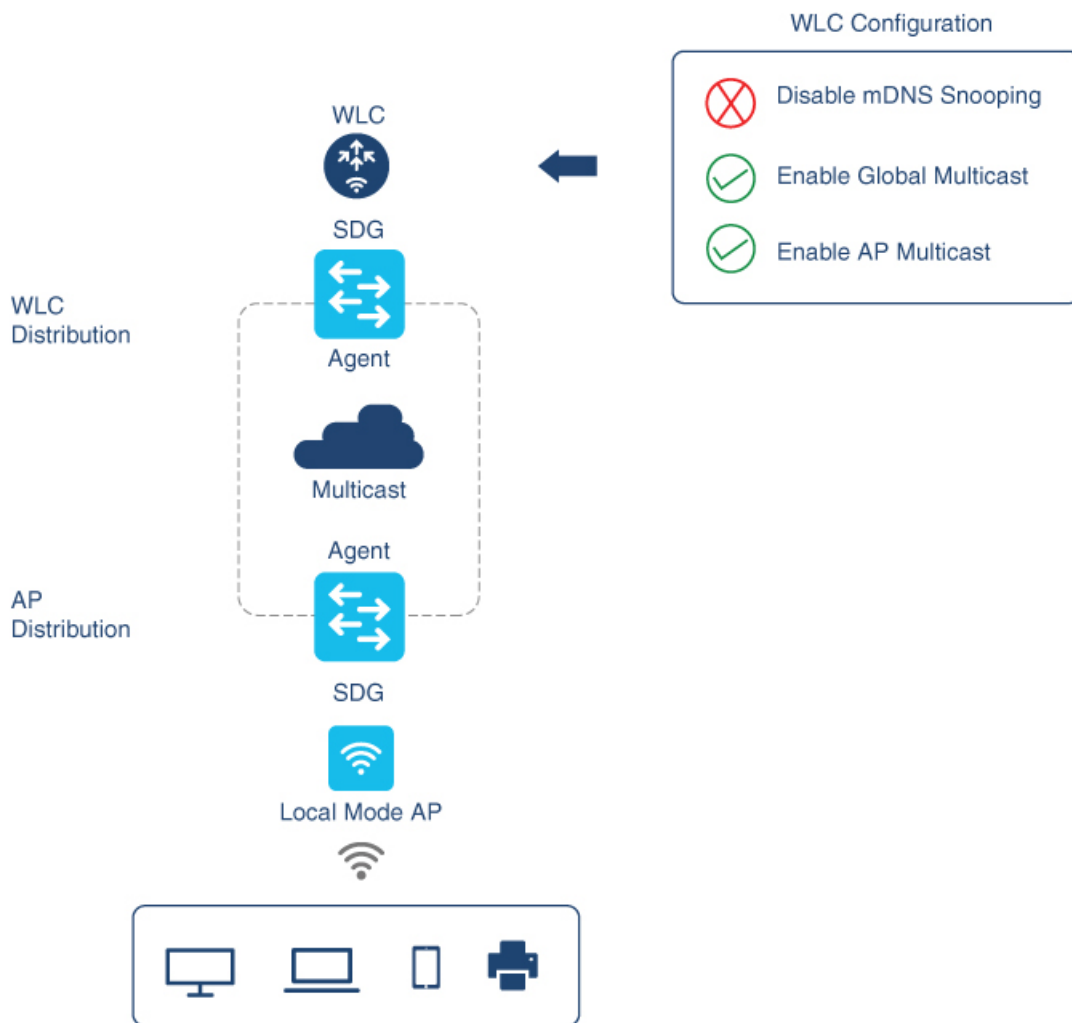 WLC Configuration
Disable mDNS Snooping
Enable Global Multicast
Enable AP Multicast
WLC
SDG
WLC
Distribution
Agent
Multicast
Agent
AP
Distribution
SDG
Local Mode AP